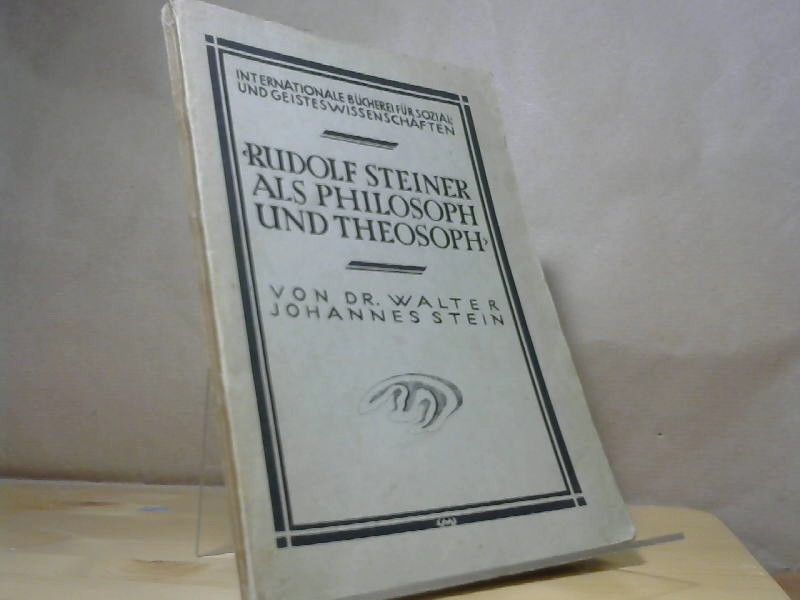 INTERNATIONALE BÜCHEREI FÜR SOZIAL-
UND GEISTESWISSENSCHAFTEN
‹RUDOLF STEINER
ALS PHILOSOPH
UND THEOSOPH›
VON DR. WALTER
JOHANNES STEIN